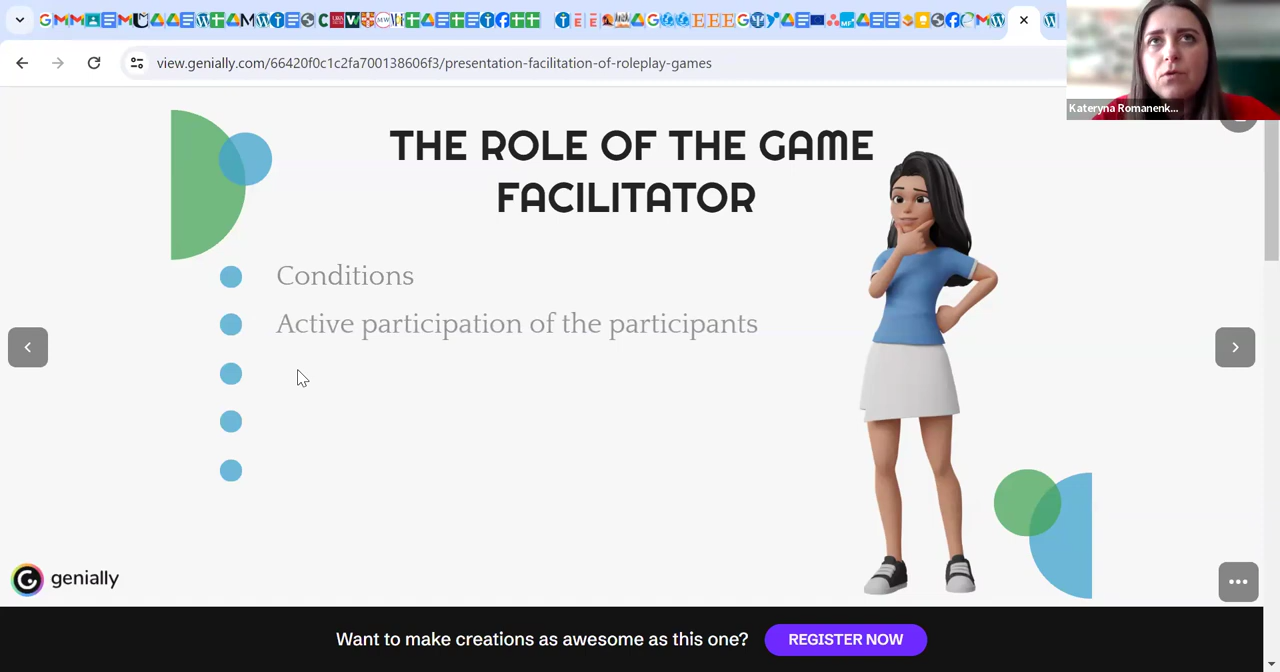 view.genially.com/66420f0c1c2fa700138606f3/presentation-facilitation-of-roleplay-games
Kateryna Romanenk...
THE ROLE OF THE GAME
FACILITATOR
Conditions
Active participation of the participants
genially
Want to make creations as awesome as this one?
REGISTER NOW